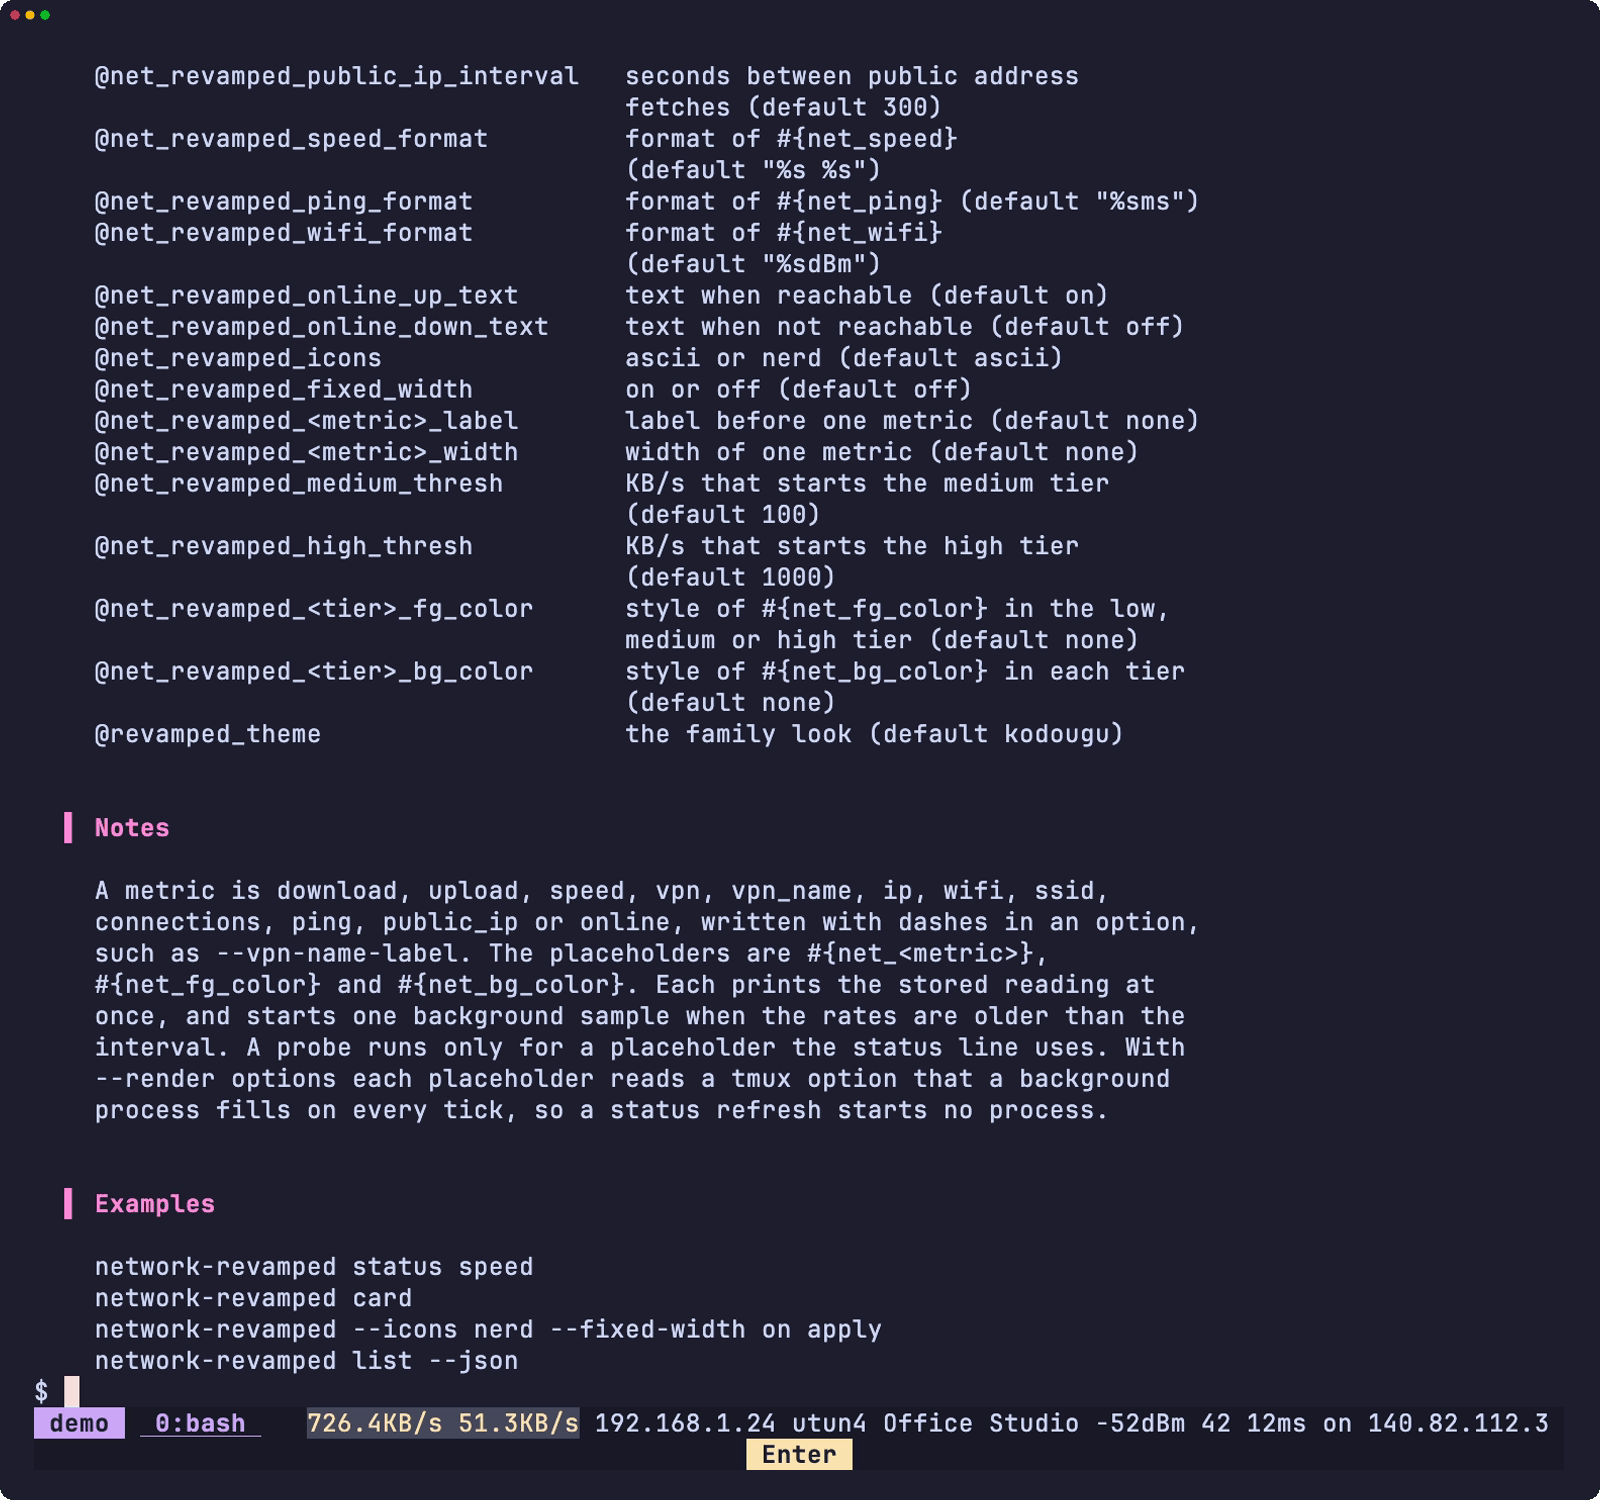 @net_revamped_public_ip_interval   seconds between public address
fetches (default 300)
@net_revamped_speed_format         format of #{net_speed}
(default "%s %s")
@net_revamped_ping_format          format of #{net_ping} (default "%sms")
@net_revamped_wifi_format          format of #{net_wifi}
(default "%sdBm")
@net_revamped_online_up_text       text when reachable (default on)
@net_revamped_online_down_text     text when not reachable (default off)
@net_revamped_icons                ascii or nerd (default ascii)
@net_revamped_fixed_width          on or off (default off)
@net_revamped_<metric>_label       label before one metric (default none)
@net_revamped_<metric>_width       width of one metric (default none)
@net_revamped_medium_thresh        KB/s that starts the medium tier
(default 100)
@net_revamped_high_thresh          KB/s that starts the high tier
(default 1000)
@net_revamped_<tier>_fg_color      style of #{net_fg_color} in the low,
medium or high tier (default none)
@net_revamped_<tier>_bg_color      style of #{net_bg_color} in each tier
(default none)
@revamped_theme                    the family look (default kodougu)
Notes
A metric is download, upload, speed, vpn, vpn_name, ip, wifi, ssid,
connections, ping, public_ip or online, written with dashes in an option,
such as --vpn-name-label. The placeholders are #{net_<metric>},
#{net_fg_color} and #{net_bg_color}. Each prints the stored reading at
once, and starts one background sample when the rates are older than the
interval. A probe runs only for a placeholder the status line uses. With
--render options each placeholder reads a tmux option that a background
process fills on every tick, so a status refresh starts no process.
Examples
network-revamped status speed
network-revamped card
network-revamped --icons nerd --fixed-width on apply
network-revamped list --json
$
demo 0:bash 726.4KB/s 51.3KB/s 192.168.1.24 utun4 Office Studio -52dBm 42 12ms on 140.82.112.3
Enter